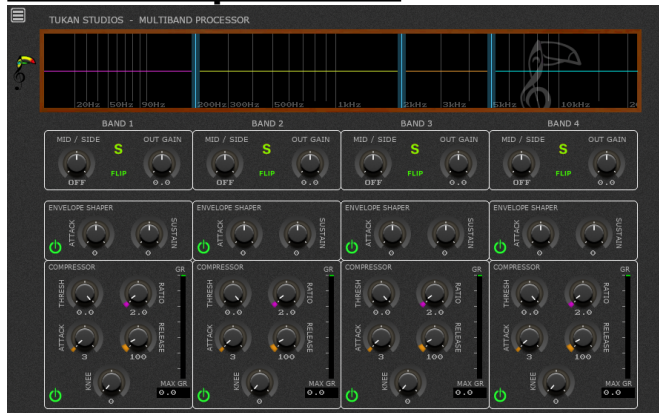 TUKAN STUDIOS - MULTIBAND PROCESSOR
20Hz 50Hz 90Hz 200Hz 300Hz 500Hz 1kHz 2kHz 3kHz 5kHz 10kHz
BAND 1 BAND 2 BAND 3 BAND 4
MID / SIDE OUT GAIN MID / SIDE OUT GAIN MID / SIDE OUT GAIN MID / SIDE OUT GAIN
S S S S
FLIP FLIP FLIP FLIP
OFF 0.0 OFF 0.0 OFF 0.0 OFF 0.0
ENVELOPE SHAPER ENVELOPE SHAPER ENVELOPE SHAPER ENVELOPE SHAPER
ATTACK SUSTAIN ATTACK SUSTAIN ATTACK SUSTAIN ATTACK SUSTAIN
0 0 0 0 0 0 0 0
COMPRESSOR GR COMPRESSOR GR COMPRESSOR GR COMPRESSOR GR
THRESH RATIO THRESH RATIO THRESH RATIO THRESH RATIO
0.0 2.0 0.0 2.0 0.0 2.0 0.0 2.0
ATTACK RELEASE ATTACK RELEASE ATTACK RELEASE ATTACK RELEASE
3 100 3 100 3 100 3 100
KNEE MAX GR KNEE MAX GR KNEE MAX GR KNEE MAX GR
0 0.0 0 0.0 0 0.0 0 0.0